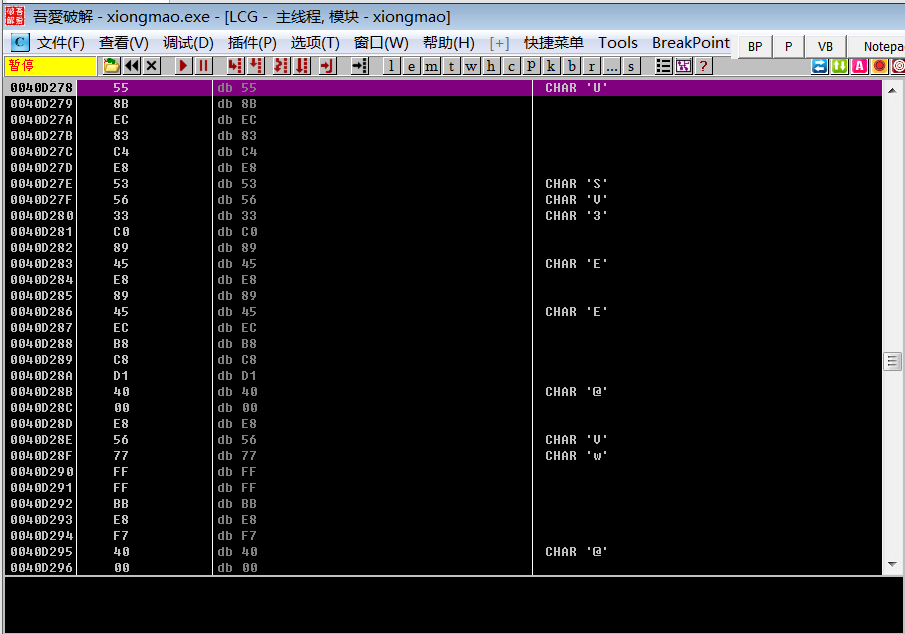 吾爱破解
吾愛破解 - xiongmao.exe - [LCG - 主线程, 模块 - xiongmao]
C 文件(F) 查看(V) 调试(D) 插件(P) 选项(T) 窗口(W) 帮助(H) [+] 快捷菜单 Tools BreakPoint BP P VB Notepa
暂停 l e m t w h c P k b r ... s ? A
0040D278 55 db 55 CHAR 'U'
0040D279 8B db 8B
0040D27A EC db EC
0040D27B 83 db 83
0040D27C C4 db C4
0040D27D E8 db E8
0040D27E 53 db 53 CHAR 'S'
0040D27F 56 db 56 CHAR 'V'
0040D280 33 db 33 CHAR '3'
0040D281 C0 db C0
0040D282 89 db 89
0040D283 45 db 45 CHAR 'E'
0040D284 E8 db E8
0040D285 89 db 89
0040D286 45 db 45 CHAR 'E'
0040D287 EC db EC
0040D288 B8 db B8
0040D289 C8 db C8
0040D28A D1 db D1
0040D28B 40 db 40 CHAR '@'
0040D28C 00 db 00
0040D28D E8 db E8
0040D28E 56 db 56 CHAR 'V'
0040D28F 77 db 77 CHAR 'w'
0040D290 FF db FF
0040D291 FF db FF
0040D292 BB db BB
0040D293 E8 db E8
0040D294 F7 db F7
0040D295 40 db 40 CHAR '@'
0040D296 00 db 00